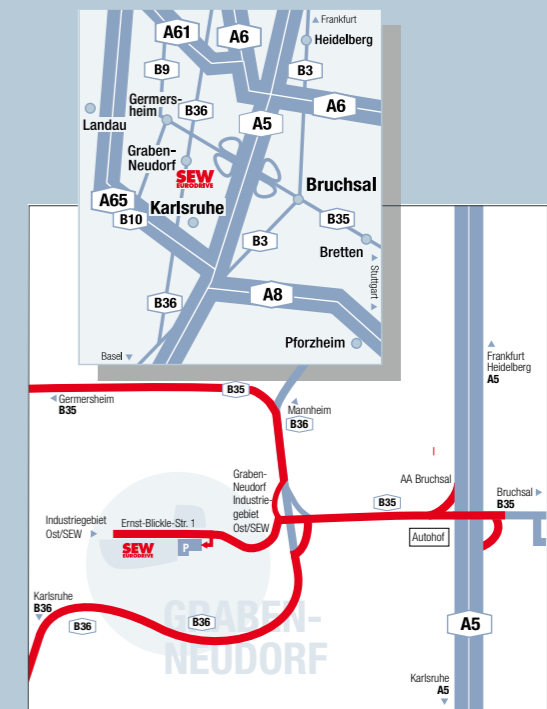 Frankfurt
A61
A6
Heidelberg
B9
B3
Germers-
heim
B36
A6
Landau
A5
Graben-
Neudorf
SEW
EURODRIVE
Bruchsal
A65
B10
Karlsruhe
B35
B3
Bretten
Stuttgart
B36
A8
Pforzheim
Basel
Germersheim
B35
B35
Mannheim
B36
Frankfurt
Heidelberg
A5
Graben-
Neudorf
Industrie-
gebiet
Ost/SEW
AA Bruchsal
Bruchsal
B35
B35
Industriegebiet
Ost/SEW
Ernst-Blickle-Str. 1
Autohof
SEW
EURODRIVE
P
Karlsruhe
B36
B36
B36
GRABEN-
NEUDORF
A5
Karlsruhe
A5